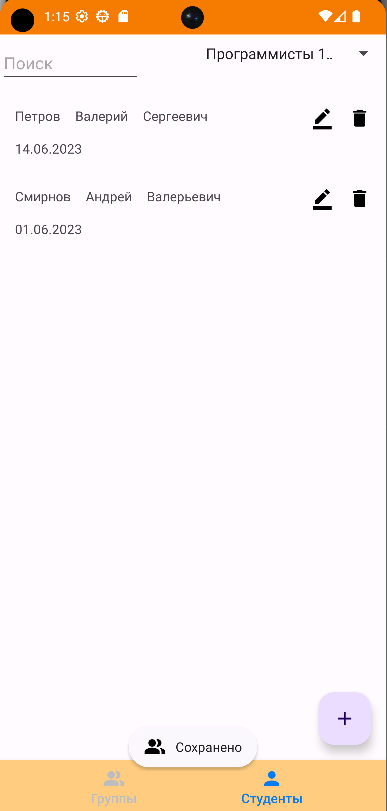 1:15
Поиск
Программисты 1..
Петров Валерий Сергеевич
14.06.2023
Смирнов Андрей Валерьевич
01.06.2023
Сохранено
Группы
Студенты